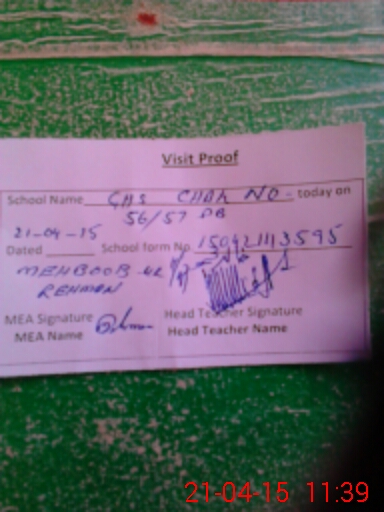 Visit Proof
School Name GHS CHAK NO - today on
56/57 DB
21-04-15
Dated School form No 150421113595
MEHBOOB UR
REHMAN
MEA Signature Head Teacher Signature
MEA Name Head Teacher Name
21-04-15 11:39